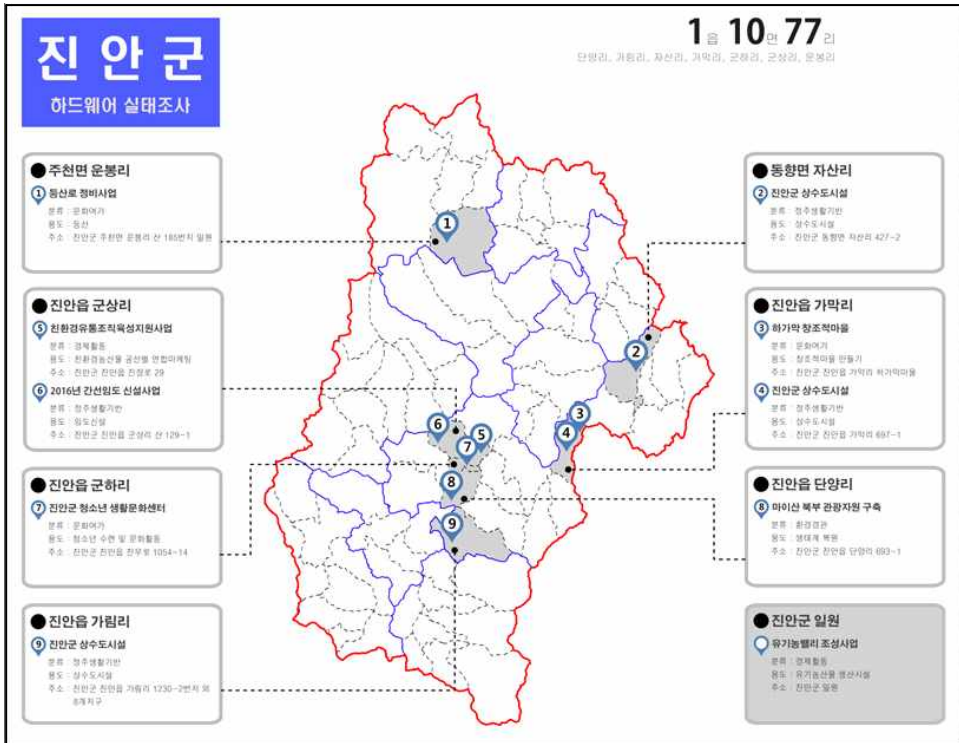 진안군
하드웨어 실태조사
1읍 10면 77리
단양리, 가림리, 자산리, 가막리, 군하리, 군상리, 운봉리
주천면 운봉리
1 등산로 정비사업
분류 : 문화여가
용도 : 등산
주소 : 진안군 주천면 운봉리 산 185번지 일원
진안읍 군상리
5 친환경유통조직육성지원사업
분류 : 경제활동
용도 : 친환경농산물 공선별 연합마케팅
주소 : 진안군 진안읍 진장로 29
6 2016년 간선임도 신설사업
분류 : 정주생활기반
용도 : 임도신설
주소 : 진안군 진안읍 군상리 산 129-1
진안읍 군하리
7 진안군 청소년 생활문화센터
분류 : 문화여가
용도 : 청소년 수련 및 문화활동
주소 : 진안군 진안읍 진무로 1054-14
진안읍 가림리
9 진안군 상수도시설
분류 : 정주생활기반
용도 : 상수도시설
주소 : 진안군 진안읍 가림리 1230-2번지 외
8개지구
1
2
3
4
6
5
7
8
9
동향면 자산리
2 진안군 상수도시설
분류 : 정주생활기반
용도 : 상수도시설
주소 : 진안군 동향면 자산리 427-2
진안읍 가막리
3 하가막 창조적마을
분류 : 문화여가
용도 : 창조적마을 만들기
주소 : 진안군 진안읍 가막리 하가막마을
4 진안군 상수도시설
분류 : 정주생활기반
용도 : 상수도시설
주소 : 진안군 진안읍 가막리 697-1
진안읍 단양리
8 마이산 북부 관광자원 구축
분류 : 환경경관
용도 : 생태계 복원
주소 : 진안군 진안읍 단양리 693-1
진안군 일원
유기농밸리 조성사업
분류 : 경제활동
용도 : 유기농산물 생산시설
주소 : 진안군 일원